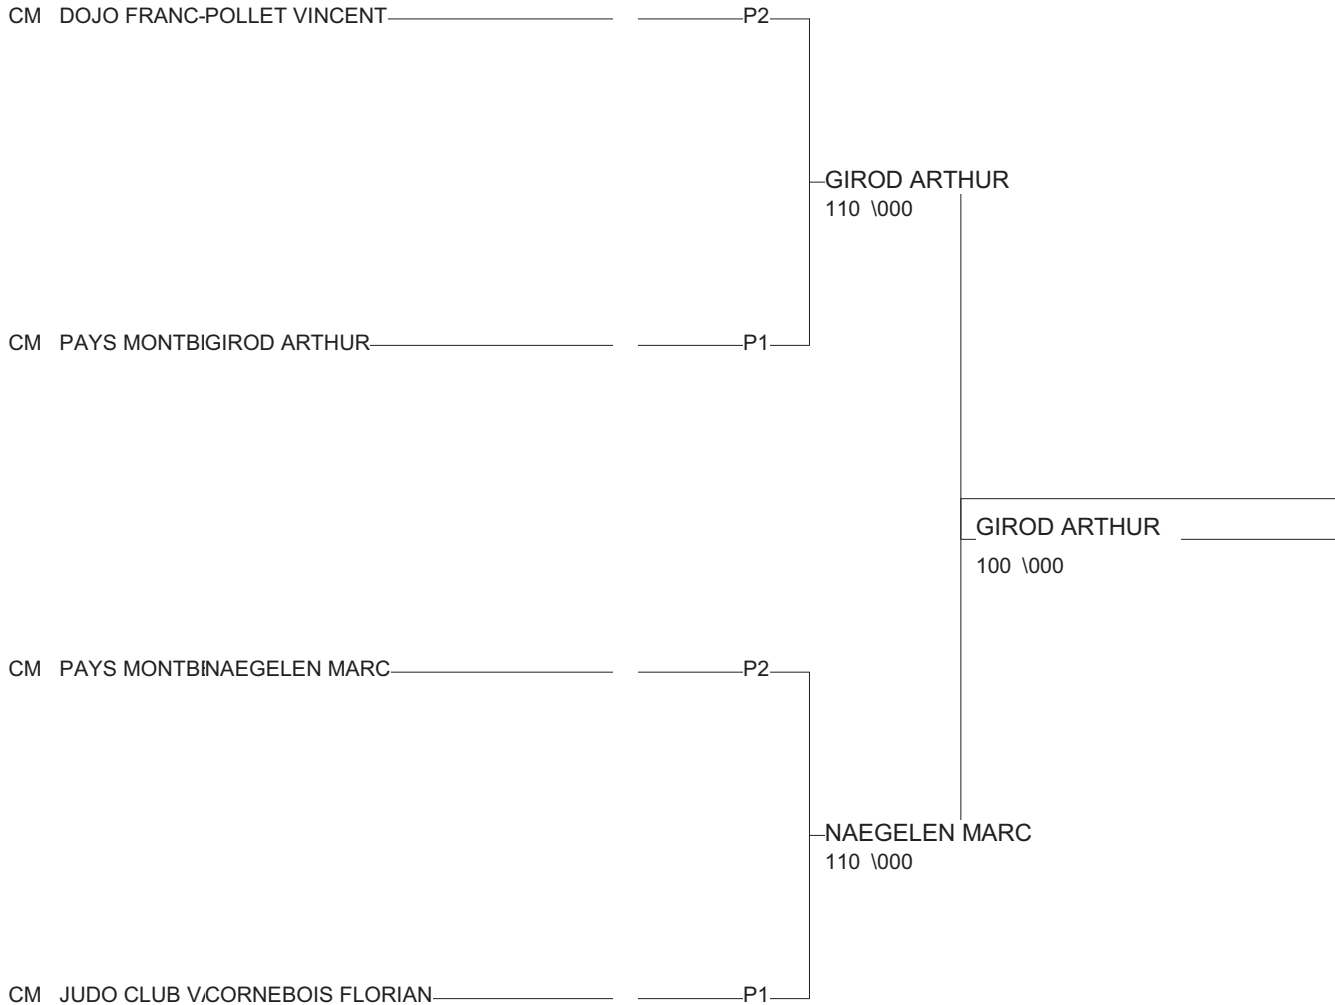 CM DOJO FRANC-POLLET VINCENT P2
GIROD ARTHUR
110 \000
CM PAYS MONTBIGIROD ARTHUR P1
GIROD ARTHUR
100 \000
CM PAYS MONTBINAEGELEN MARC P2
NAEGELEN MARC
110 \000
CM JUDO CLUB VACORNEBOIS FLORIAN P1